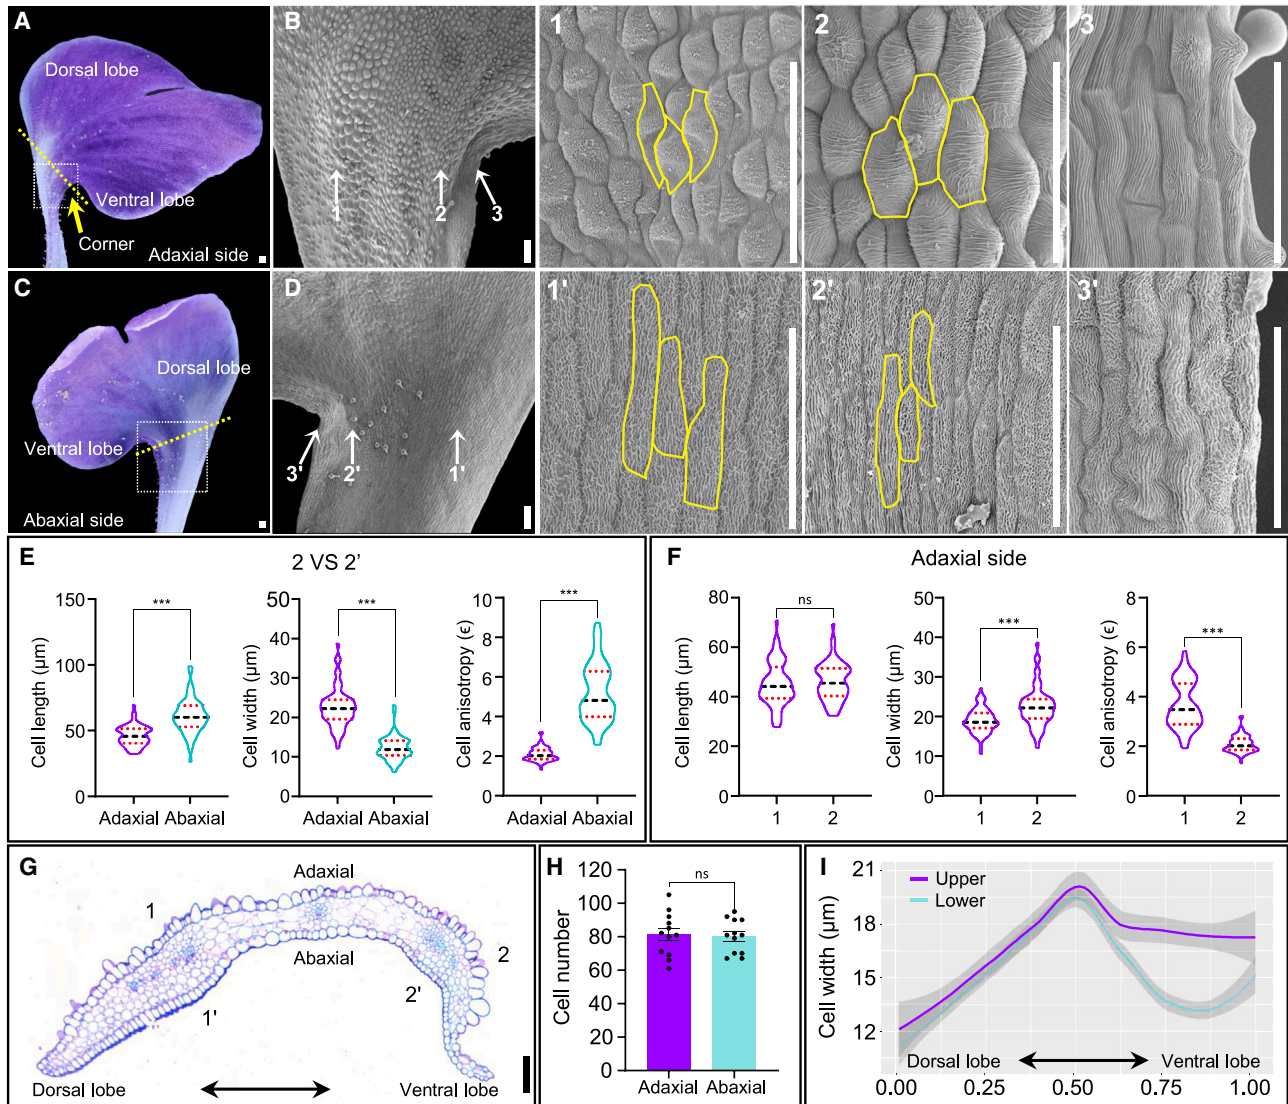 A
Dorsal lobe
Ventral lobe
Corner
Adaxial side
B
1
2
3
1
2
3
C
Dorsal lobe
Ventral lobe
Abaxial side
D
3'
2'
1'
1'
2'
3'
E
2 VS 2'
Cell length (µm)
150
100
50
0
***
Adaxial Abaxial
Cell width (µm)
50
40
30
20
10
0
***
Adaxial Abaxial
Cell anisotropy (ϵ)
10
8
6
4
2
0
***
Adaxial Abaxial
F
Adaxial side
Cell length (µm)
80
60
40
20
0
ns
1 2
Cell width (µm)
50
40
30
20
10
0
***
1 2
Cell anisotropy (ϵ)
8
6
4
2
0
***
1 2
G
Adaxial
Abaxial
1
2
1'
2'
Dorsal lobe
Ventral lobe
H
Cell number
120
100
80
60
40
20
0
ns
Adaxial Abaxial
I
Cell width (µm)
21
18
15
12
Upper
Lower
Dorsal lobe
Ventral lobe
0.00 0.25 0.50 0.75 1.00